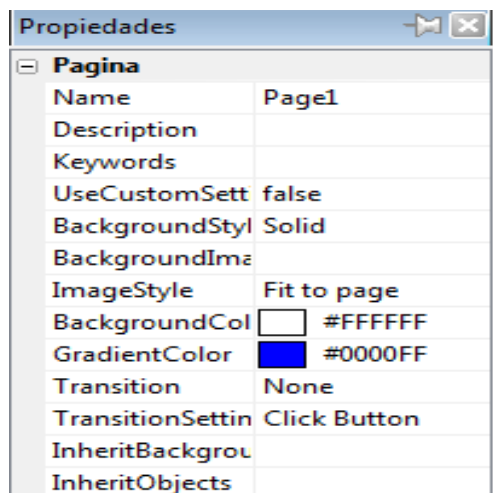 Propiedades
Pagina
Name Page1
Description
Keywords
UseCustomSett false
BackgroundStyl Solid
BackgroundIma
ImageStyle Fit to page
BackgroundCol #FFFFFF
GradientColor #0000FF
Transition None
TransitionSettin Click Button
InheritBackgrou
InheritObjects